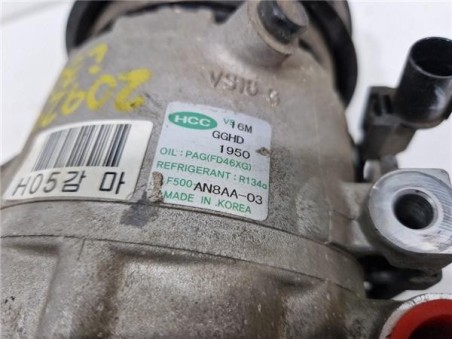 VS16 9
HCC VS16M
GGHD
1950
OIL: PAG(FD46XG)
REFRIGERANT: R134a
F500 AN8AA-03
MADE IN .KOREA
H05감마